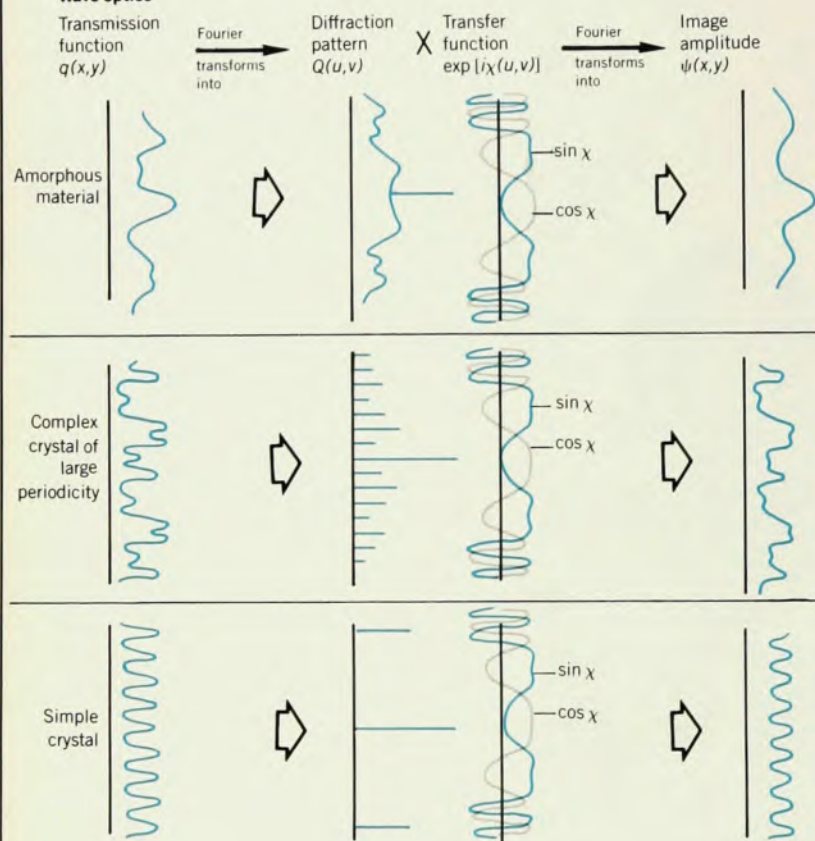 Wave optics
Transmission
function
q(x,y)
Fourier
transforms
into
Diffraction
pattern
Q(u,v)
X
Transfer
function
exp [iχ(u,v)]
Fourier
transforms
into
Image
amplitude
ψ(x,y)
Amorphous
material
sin χ
cos χ
Complex
crystal of
large
periodicity
sin χ
cos χ
Simple
crystal
sin χ
cos χ